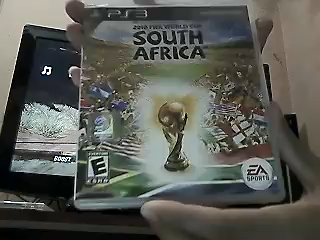 PS3
2010 FIFA WORLD CUP
SOUTH
AFRICA
E
EA
SPORTS